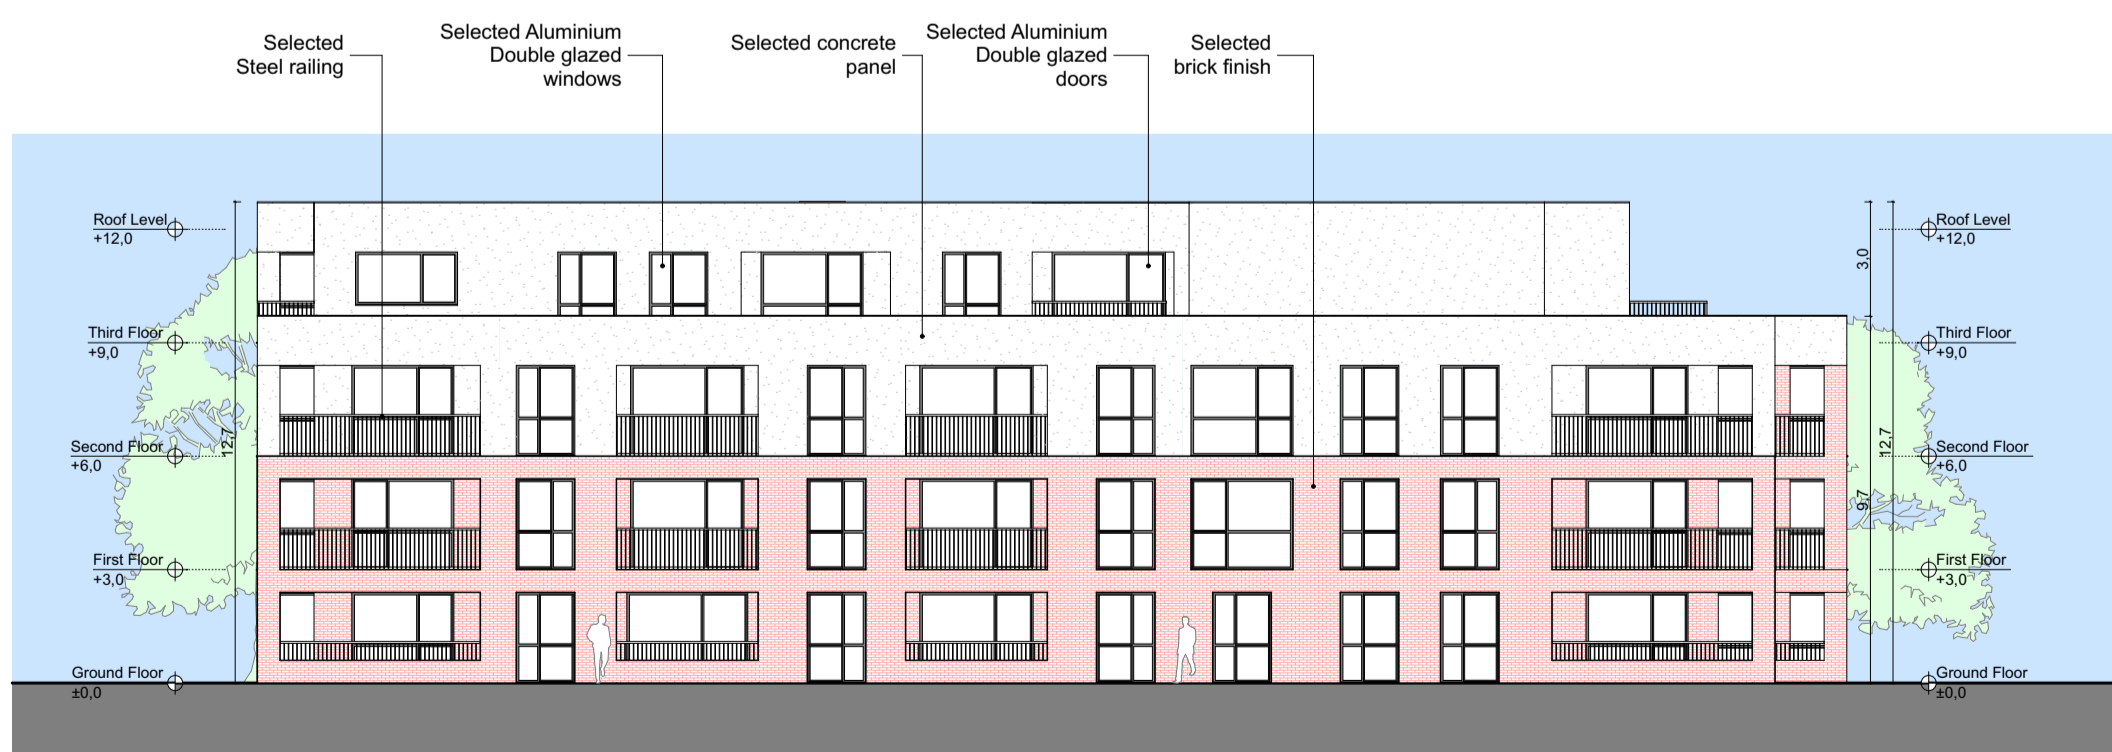 Selected
Steel railing
Selected Aluminium
Double glazed
windows
Selected concrete
panel
Selected Aluminium
Double glazed
doors
Selected
brick finish
Roof Level
+12,0
Third Floor
+9,0
Second Floor
+6,0
First Floor
+3,0
Ground Floor
±0,0
12,7
3,0
9,7
12,7
Roof Level
+12,0
Third Floor
+9,0
Second Floor
+6,0
First Floor
+3,0
Ground Floor
±0,0